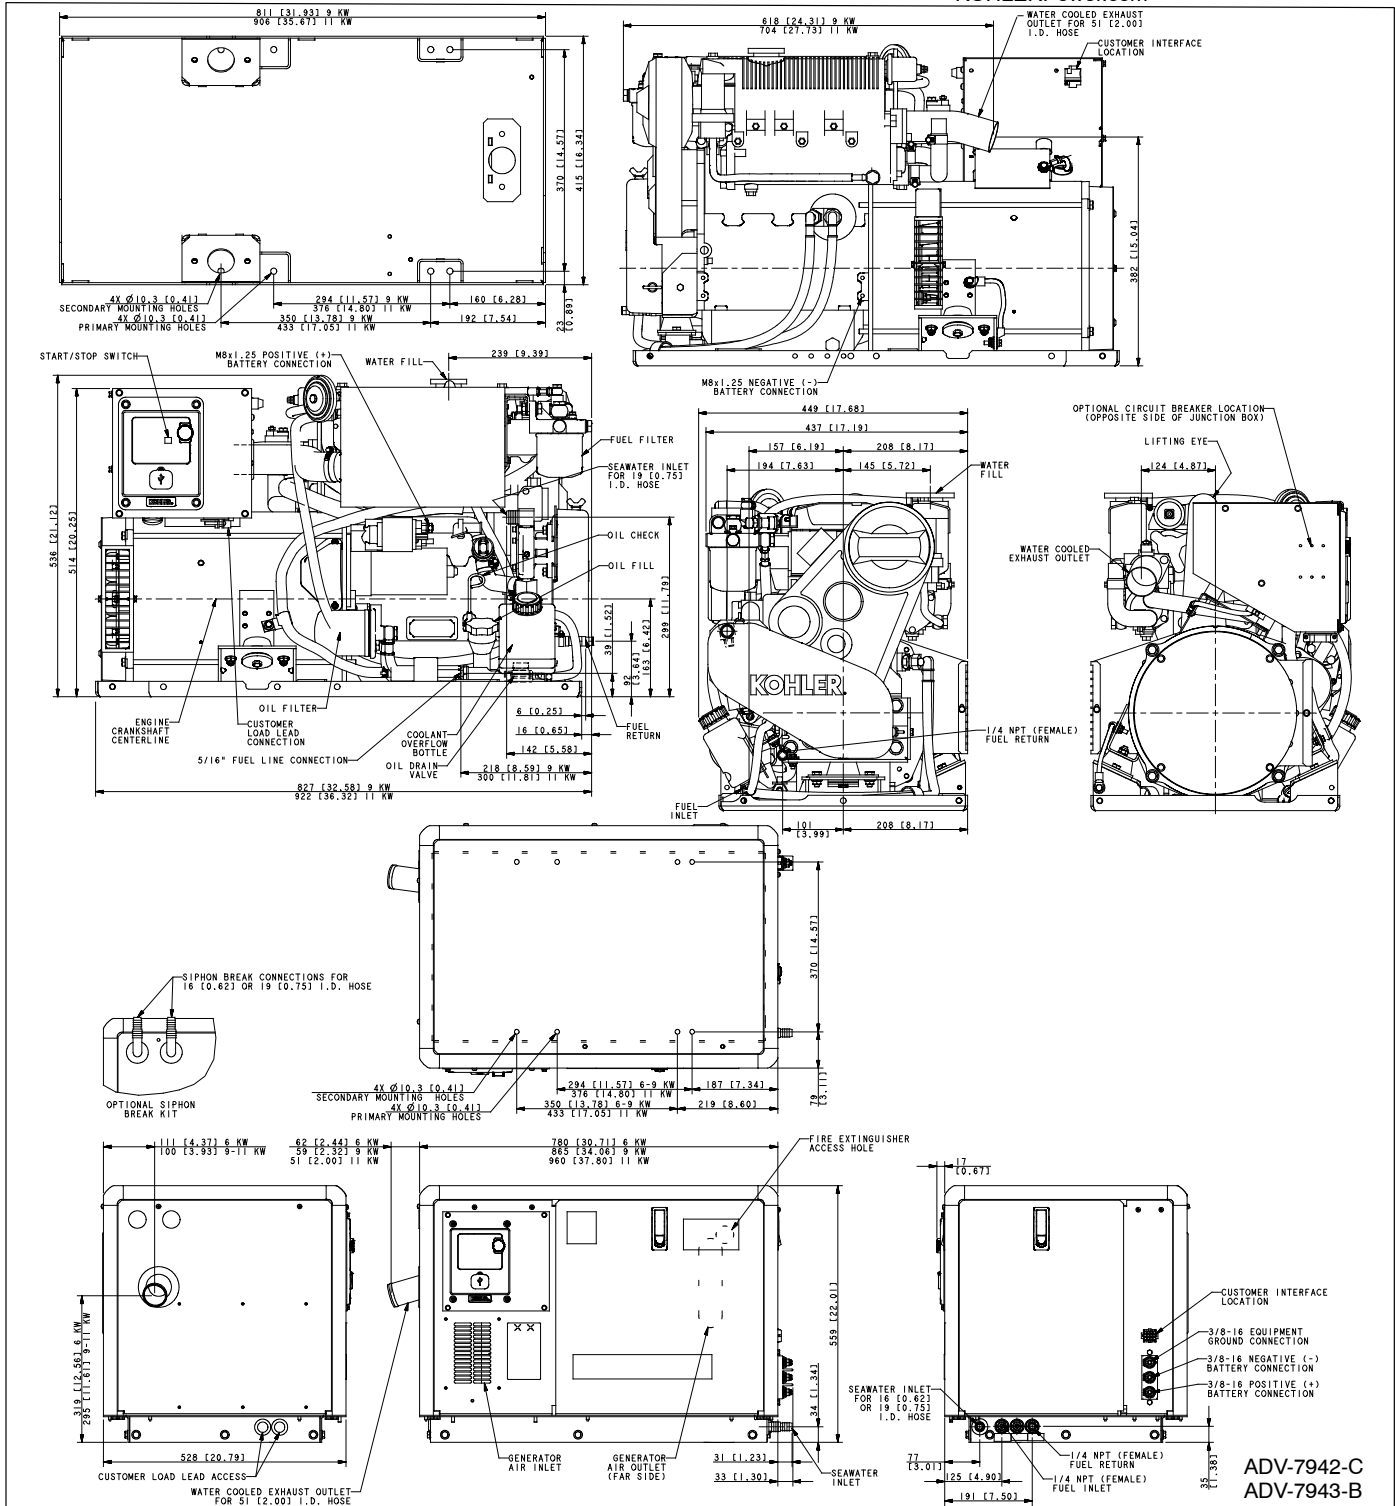 811 [31.93] 9 KW
906 [35.67] 11 KW
370 [14.57]
415 [16.34]
4X Ø10.3 [0.41]
SECONDARY MOUNTING HOLES
4X Ø10.3 [0.41]
PRIMARY MOUNTING HOLES
294 [11.57] 9 KW
376 [14.80] 11 KW
160 [6.28]
350 [13.78] 9 KW
433 [17.05] 11 KW
192 [7.54]
23
[0.89]
618 [24.31] 9 KW
704 [27.73] 11 KW
WATER COOLED EXHAUST
OUTLET FOR 51 [2.00]
I.D. HOSE
CUSTOMER INTERFACE
LOCATION
382 [15.04]
M8x1.25 NEGATIVE (-)
BATTERY CONNECTION
START/STOP SWITCH
M8x1.25 POSITIVE (+)
BATTERY CONNECTION
WATER FILL
239 [9.39]
FUEL FILTER
SEAWATER INLET
FOR 19 [0.75]
I.D. HOSE
OIL CHECK
OIL FILL
536 [21.12]
514 [20.25]
39 [1.52]
92
[3.64]
163 [6.42]
299 [11.78]
ENGINE
CRANKSHAFT
CENTERLINE
OIL FILTER
CUSTOMER
LOAD LEAD
CONNECTION
5/16" FUEL LINE CONNECTION
COOLANT
OVERFLOW
BOTTLE
OIL DRAIN
VALVE
6 [0.25]
16 [0.65]
142 [5.58]
218 [8.59] 9 KW
300 [11.81] 11 KW
FUEL
RETURN
827 [32.58] 9 KW
922 [36.32] 11 KW
449 [17.68]
437 [17.19]
157 [6.19]
208 [8.17]
194 [7.63]
145 [5.72]
WATER
FILL
KOHLER
1/4 NPT (FEMALE)
FUEL RETURN
FUEL
INLET
101
[3.99]
208 [8.17]
OPTIONAL CIRCUIT BREAKER LOCATION
(OPPOSITE SIDE OF JUNCTION BOX)
LIFTING EYE
124 [4.87]
WATER COOLED
EXHAUST OUTLET
370 [14.57]
79
[3.11]
4X Ø10.3 [0.41]
SECONDARY MOUNTING HOLES
4X Ø10.3 [0.41]
PRIMARY MOUNTING HOLES
294 [11.57] 6-9 KW
376 [14.80] 11 KW
187 [7.34]
350 [13.78] 6-9 KW
433 [17.05] 11 KW
219 [8.60]
SIPHON BREAK CONNECTIONS FOR
16 [0.62] OR 19 [0.75] I.D. HOSE
OPTIONAL SIPHON
BREAK KIT
111 [4.37] 6 KW
100 [3.93] 9-11 KW
319 [12.56] 6 KW
295 [11.61] 9-11 KW
528 [20.79]
CUSTOMER LOAD LEAD ACCESS
WATER COOLED EXHAUST OUTLET
FOR 51 [2.00] I.D. HOSE
62 [2.44] 6 KW
59 [2.32] 9 KW
51 [2.00] 11 KW
780 [30.71] 6 KW
865 [34.06] 9 KW
960 [37.80] 11 KW
FIRE EXTINGUISHER
ACCESS HOLE
559 [22.01]
34 [1.34]
GENERATOR
AIR INLET
GENERATOR
AIR OUTLET
(FAR SIDE)
31 [1.23]
33 [1.30]
SEAWATER
INLET
17
[0.67]
CUSTOMER INTERFACE
LOCATION
3/8-16 EQUIPMENT
GROUND CONNECTION
3/8-16 NEGATIVE (-)
BATTERY CONNECTION
3/8-16 POSITIVE (+)
BATTERY CONNECTION
SEAWATER INLET
FOR 16 [0.62]
OR 19 [0.75]
I.D. HOSE
77
[3.01]
125 [4.90]
191 [7.50]
1/4 NPT (FEMALE)
FUEL RETURN
1/4 NPT (FEMALE)
FUEL INLET
35
[1.38]
ADV-7942-C
ADV-7943-B